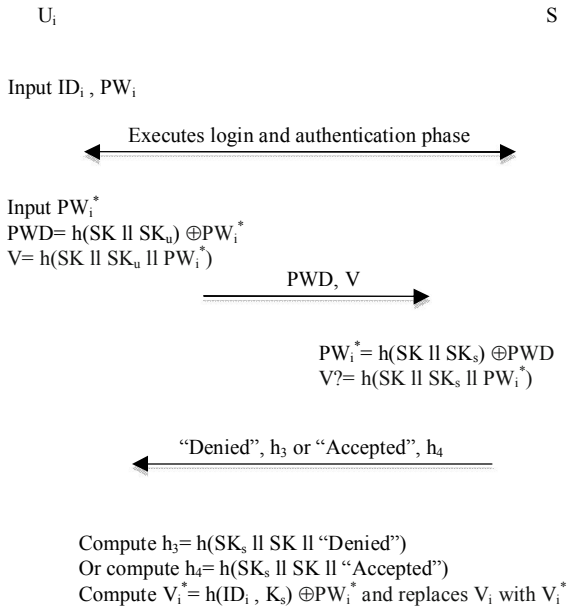 Uᵢ S
Input IDᵢ , PWᵢ
Executes login and authentication phase
Input PWᵢ*
PWD= h(SK ll SKᵤ) ⊕PWᵢ*
V= h(SK ll SKᵤ ll PWᵢ*)
PWD, V
PWᵢ*= h(SK ll SKₛ) ⊕PWD
V?= h(SK ll SKₛ ll PWᵢ*)
“Denied”, h₃ or “Accepted”, h₄
Compute h₃= h(SKₛ ll SK ll “Denied”)
Or compute h₄= h(SKₛ ll SK ll “Accepted”)
Compute Vᵢ*= h(IDᵢ , Kₛ) ⊕PWᵢ* and replaces Vᵢ with Vᵢ*